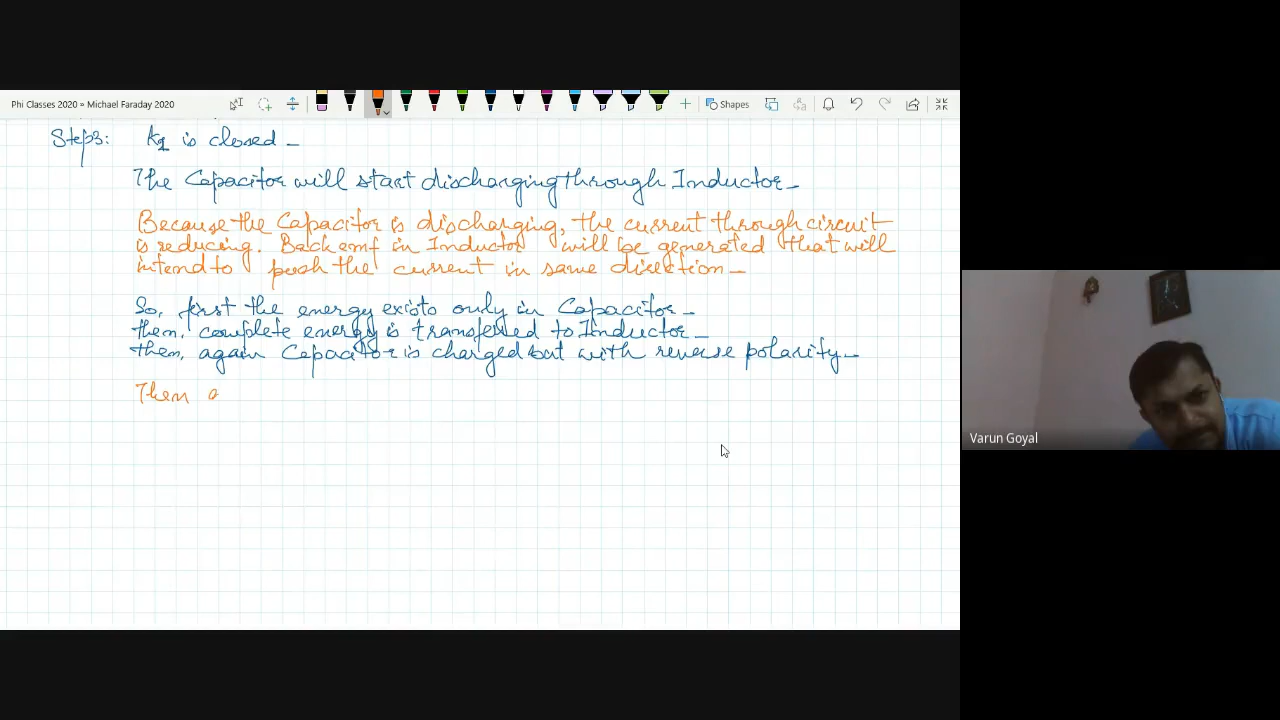 Phi Classes 2020 » Michael Faraday 2020
Shapes
Step3: K2 is closed -
The Capacitor will start discharging through Inductor -
Because the Capacitor is discharging, the current through circuit
is reducing. Back emf in Inductor will be generated that will
intend to push the current in same direction -
So, first the energy exists only in Capacitor -
then, complete energy is transferred to Inductor -
then, again Capacitor is charged but with reverse polarity -
Then a
Varun Goyal